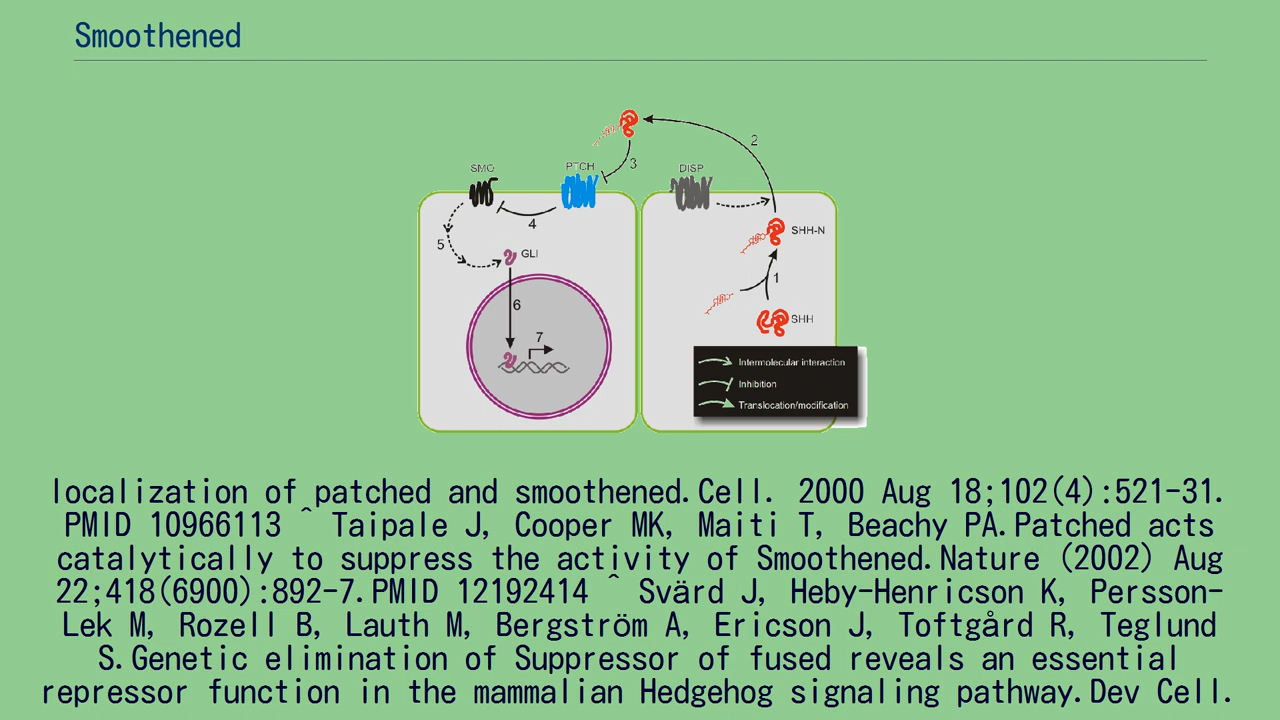 Smoothened
2
SMO
PTCH
3
DISP
4
5
GLI
SHH-N
1
6
SHH
7
Intermolecular interaction
Inhibition
Translocation/modification
localization of patched and smoothened.Cell. 2000 Aug 18;102(4):521-31.
PMID 10966113 ^ Taipale J, Cooper MK, Maiti T, Beachy PA.Patched acts
catalytically to suppress the activity of Smoothened.Nature (2002) Aug
22;418(6900):892-7.PMID 12192414 ^ Svärd J, Heby-Henricson K, Persson-
Lek M, Rozell B, Lauth M, Bergström A, Ericson J, Toftgård R, Teglund
S.Genetic elimination of Suppressor of fused reveals an essential
repressor function in the mammalian Hedgehog signaling pathway.Dev Cell.